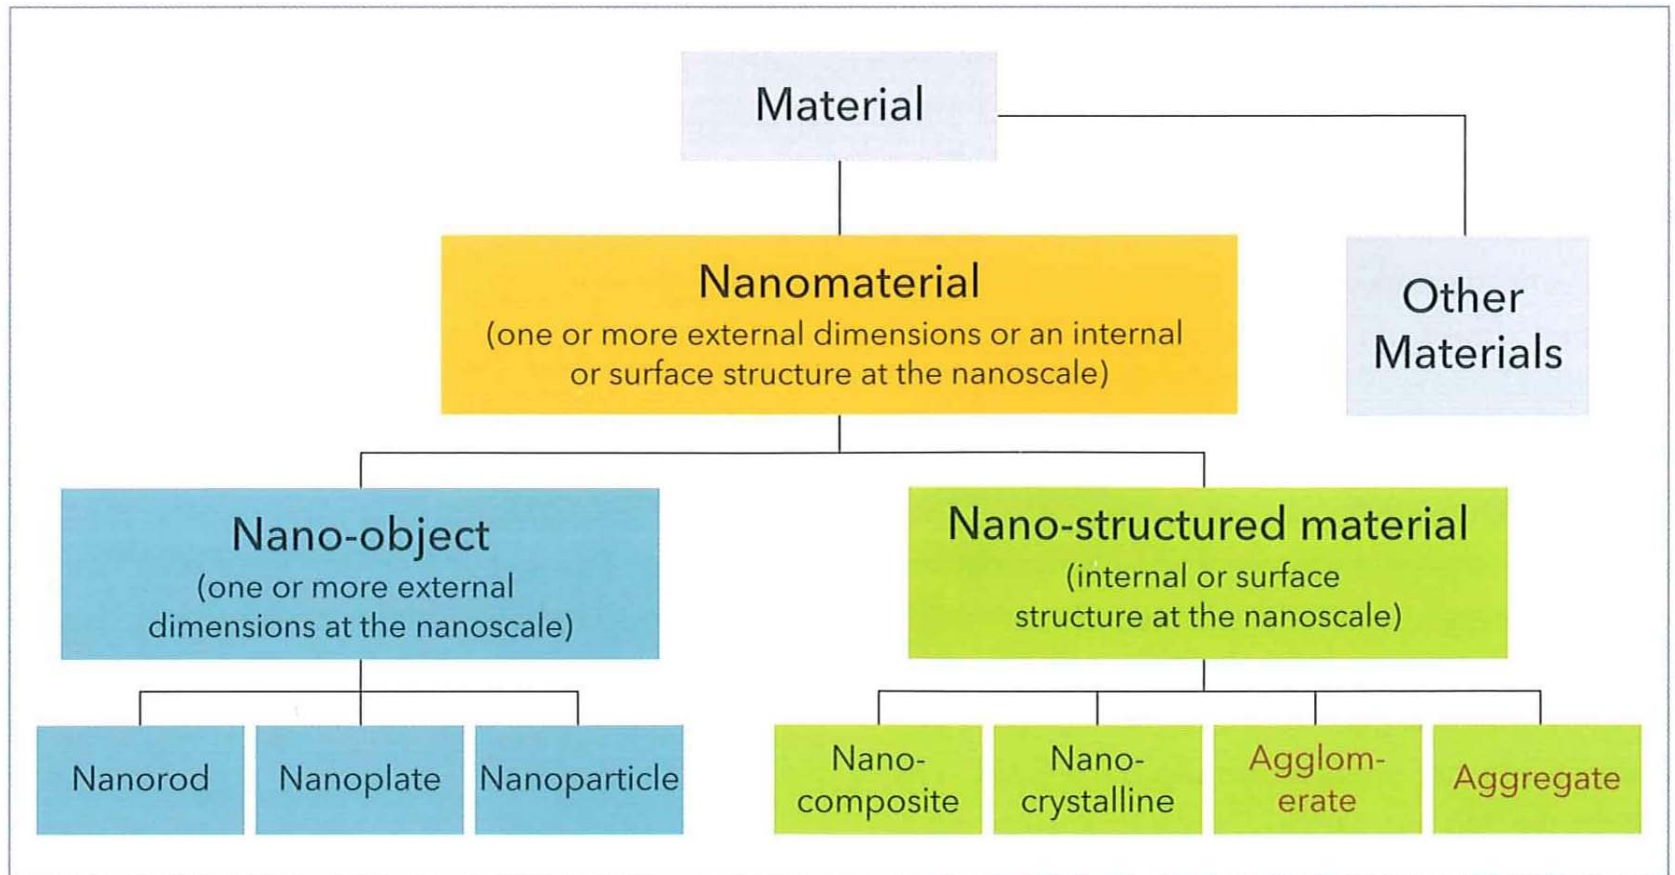 Material
Nanomaterial
(one or more external dimensions or an internal
or surface structure at the nanoscale)
Other
Materials
Nano-object
(one or more external
dimensions at the nanoscale)
Nano-structured material
(internal or surface
structure at the nanoscale)
Nanorod
Nanoplate
Nanoparticle
Nano-
composite
Nano-
crystalline
Agglom-
erate
Aggregate